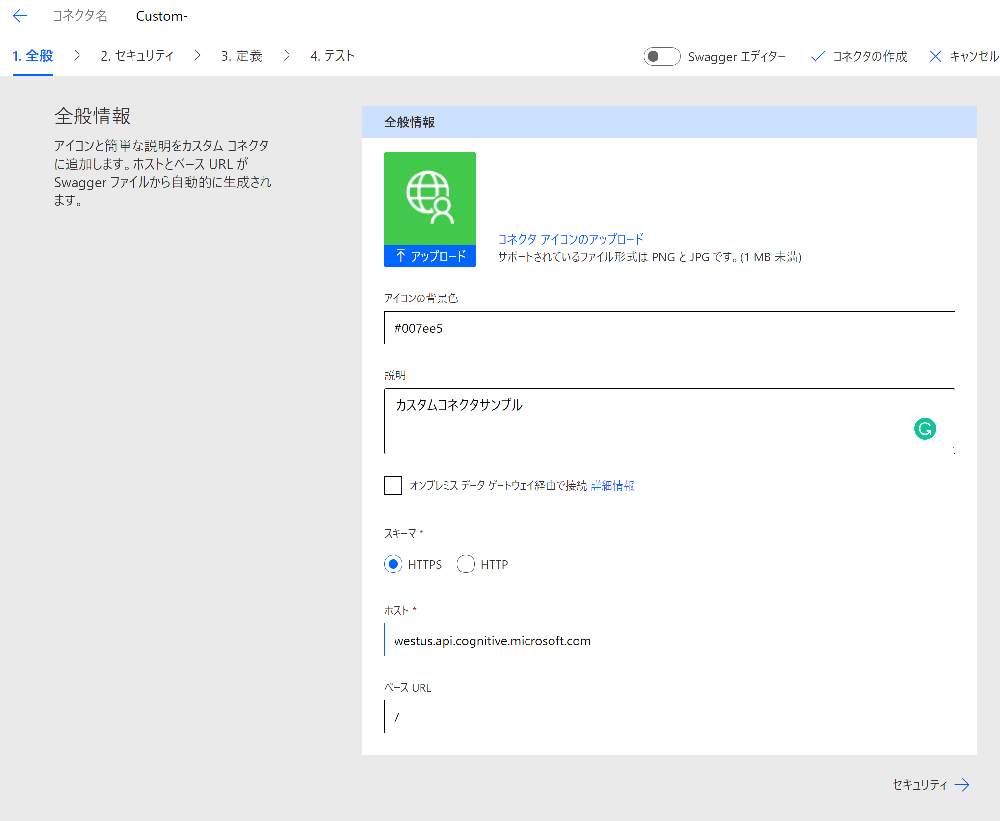 コネクタ名 Custom-
1. 全般 2. セキュリティ 3. 定義 4. テスト Swagger エディター コネクタの作成 キャンセル
全般情報
アイコンと簡単な説明をカスタム コネクタ
に追加します。ホストとベース URL が
Swagger ファイルから自動的に生成され
ます。
全般情報
アップロード
コネクタ アイコンのアップロード
サポートされているファイル形式は PNG と JPG です。(1 MB 未満)
アイコンの背景色
#007ee5
説明
カスタムコネクタサンプル
オンプレミス データ ゲートウェイ経由で接続 詳細情報
スキーマ *
HTTPS HTTP
ホスト *
westus.api.cognitive.microsoft.com
ベース URL
/
セキュリティ